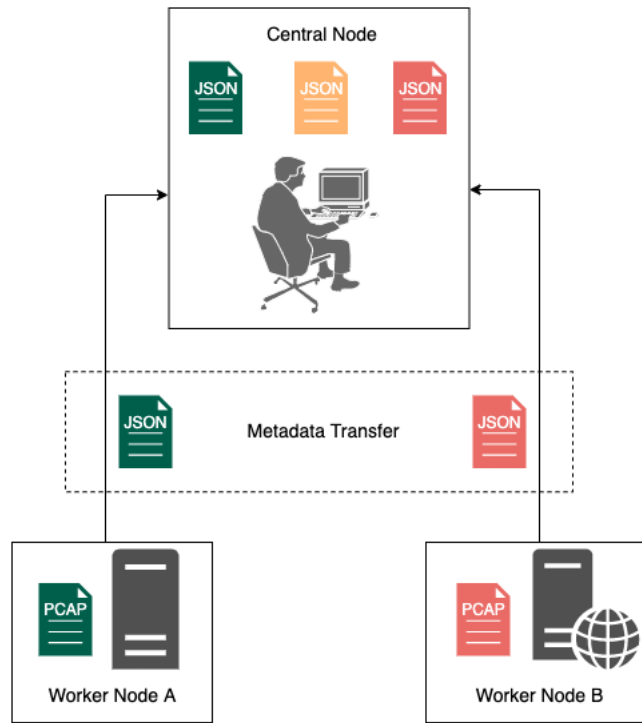 Central Node
JSON
JSON
JSON
JSON
Metadata Transfer
JSON
PCAP
PCAP
Worker Node A
Worker Node B